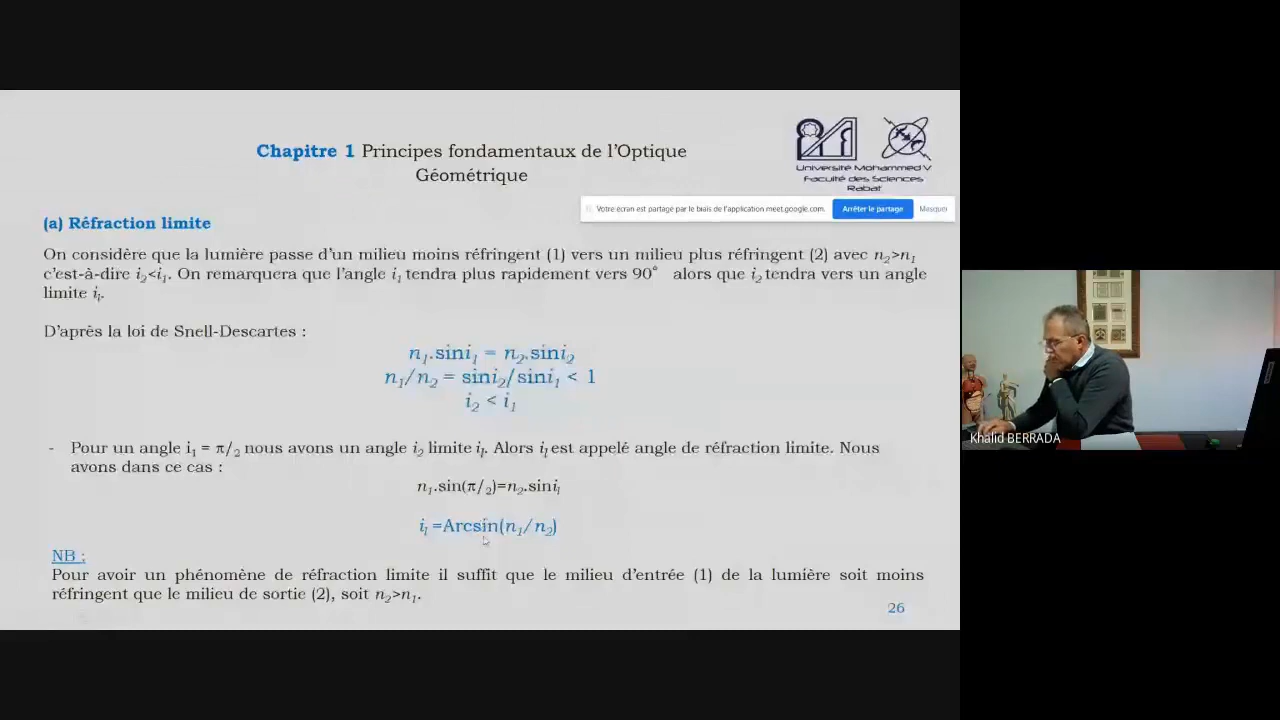 Chapitre 1 Principes fondamentaux de l'Optique
Géométrique
Université Mohammed V
Faculté des Sciences
Rabat
Votre écran est partagé par le biais de l'application meet.google.com.
Arrêter le partage
Masquer
(a) Réfraction limite
On considère que la lumière passe d'un milieu moins réfringent (1) vers un milieu plus réfringent (2) avec n₂>n₁
c'est-à-dire i₂<i₁. On remarquera que l'angle i₁ tendra plus rapidement vers 90° alors que i₂ tendra vers un angle
limite iₗ.
D'après la loi de Snell-Descartes :
n₁.sini₁ = n₂.sini₂
n₁/n₂ = sini₂/sini₁ < 1
i₂ < i₁
- Pour un angle i₁ = π/₂ nous avons un angle i₂ limite iₗ. Alors iₗ est appelé angle de réfraction limite. Nous
avons dans ce cas :
n₁.sin(π/₂)=n₂.siniₗ
iₗ =Arcsin(n₁/n₂)
NB :
Pour avoir un phénomène de réfraction limite il suffit que le milieu d'entrée (1) de la lumière soit moins
réfringent que le milieu de sortie (2), soit n₂>n₁.
26
Khalid BERRADA